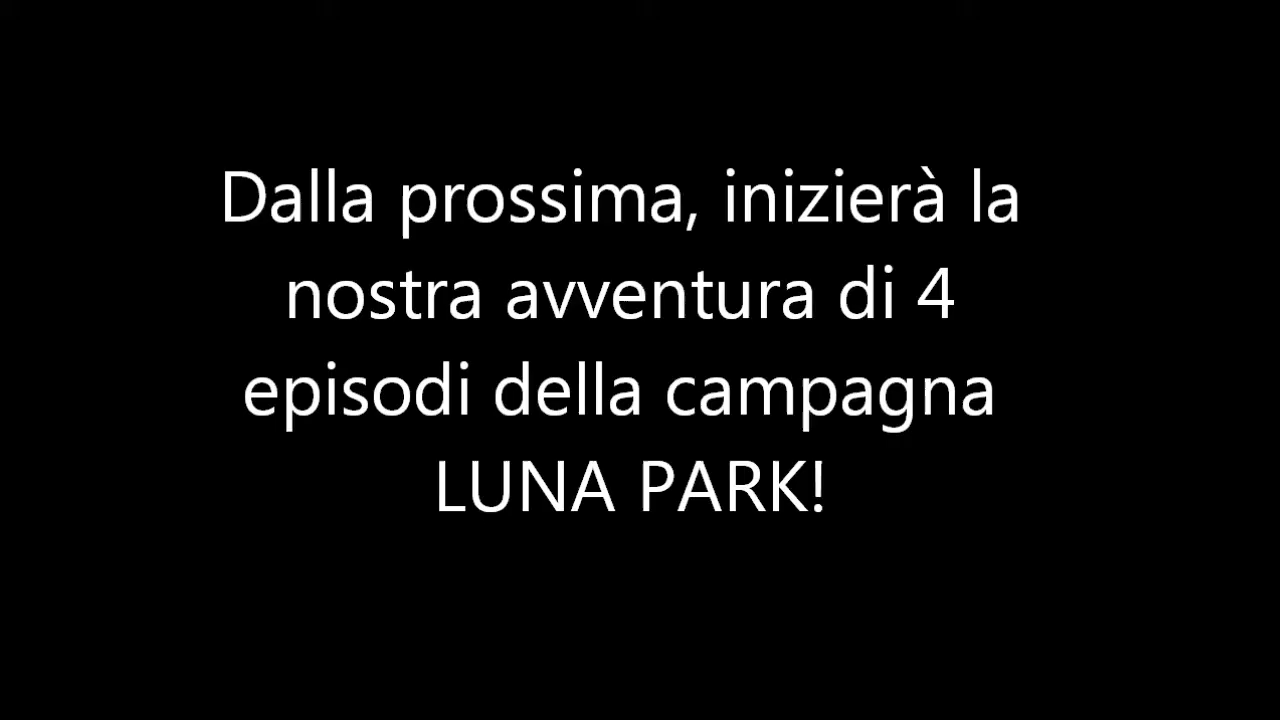 Dalla prossima, inizierà la
nostra avventura di 4
episodi della campagna
LUNA PARK!